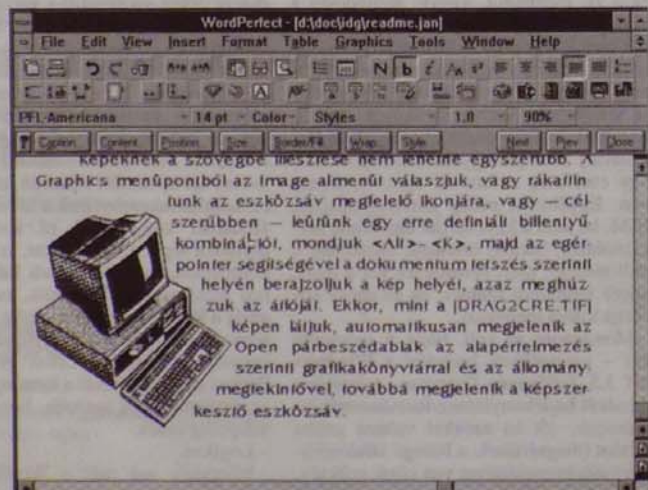 WordPerfect - [d:\doc\idg\readme.jan]
File Edit View Insert Format Table Graphics Tools Window Help
PFL-Americana 14 pt Color Styles 1.0 90%
? Caption Content Position Size Border/Fill Wrap Style Next Prev Close
Képeknek a szövegbe illesztése nem lehetne egyszerűbb. A
Graphics menüpontból az Image almenüt válaszjuk, vagy rákattin
tunk az eszközsáv megfelelő ikonjára, vagy — cél
szerűbben — leütünk egy erre definiált billentyű
kombinációt, mondjuk <Alt>-<K>, majd az egér-
pointer segítségével a dokumentum tetszés szerinti
helyén berajzoljuk a kép helyét, azaz meghúz
zuk az átlóját. Ekkor, mint a |DRAG2CRE.TIF|
képen látjuk, automatikusan megjelenik az
Open párbeszédablak az alapértelmezés
szerinti grafikakönyvtárral és az állomány-
megtekintővel, továbbá megjelenik a képszer-
kesztő eszközsáv.